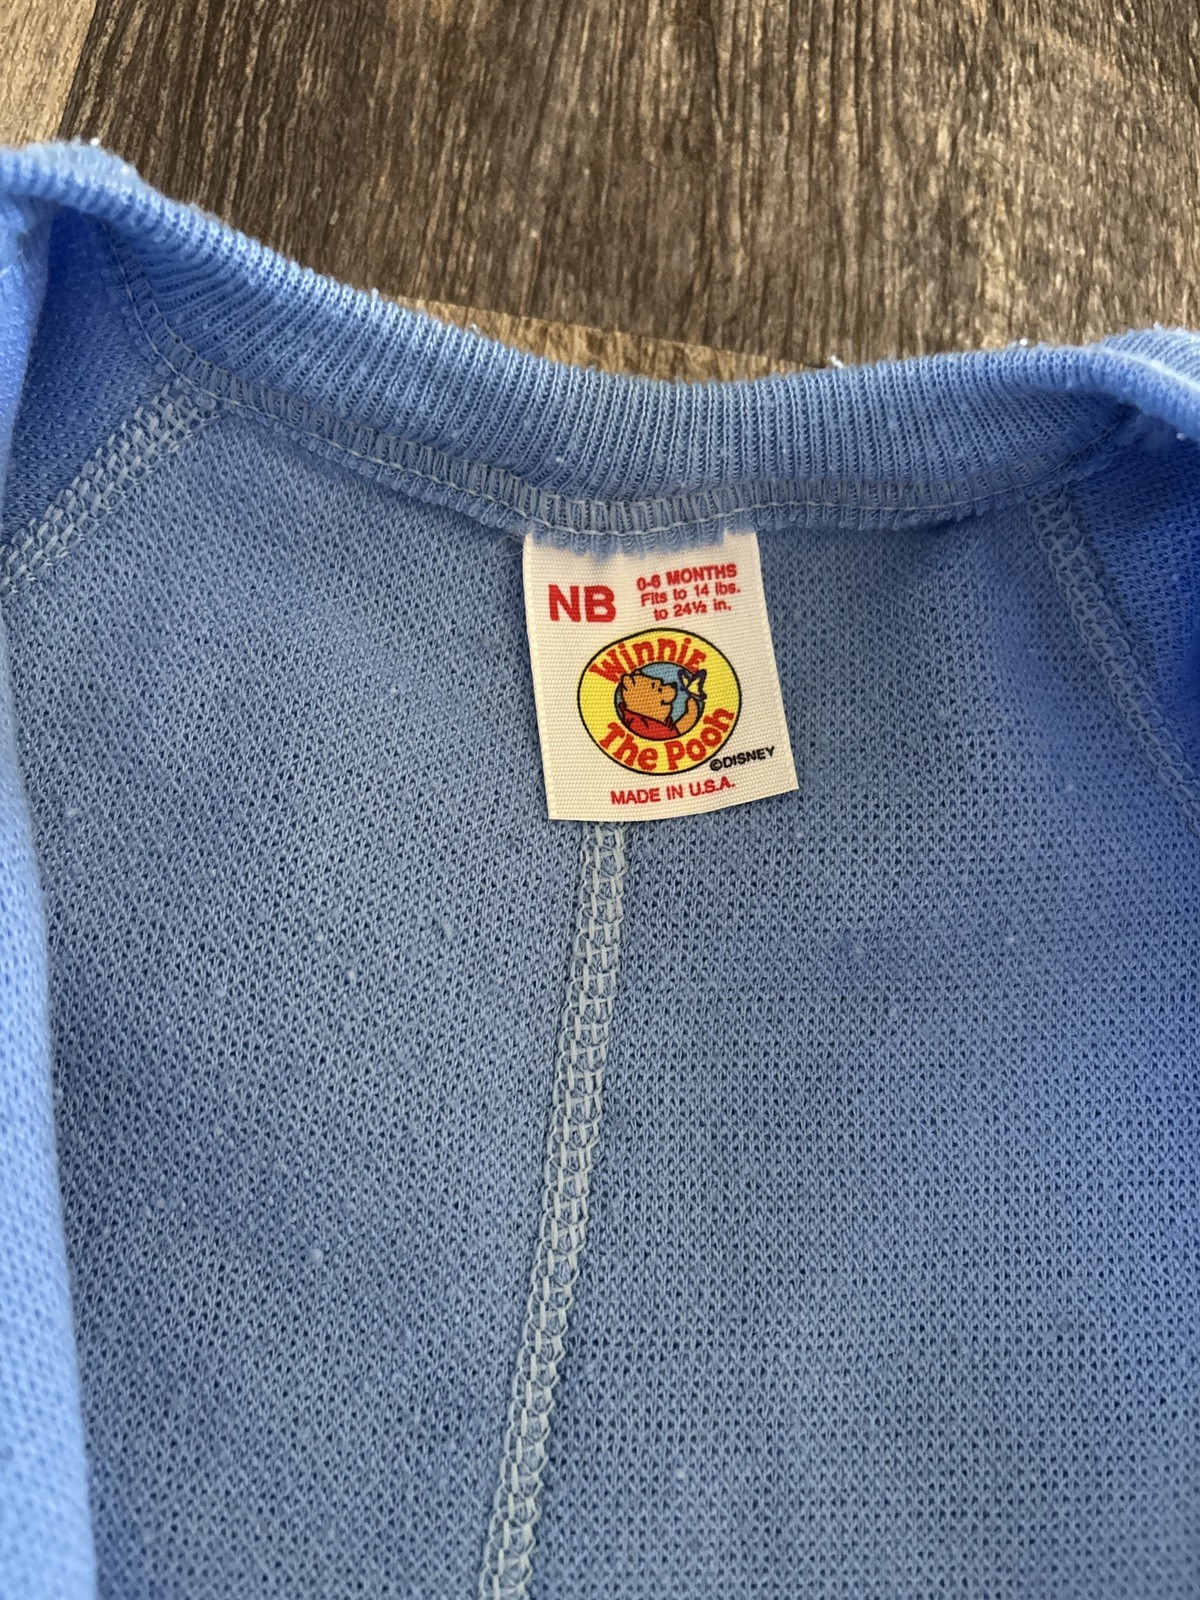 NB
0-6 MONTHS
Fits to 14 lbs.
to 24½ in.
Winnie
The Pooh
©DISNEY
MADE IN U.S.A.